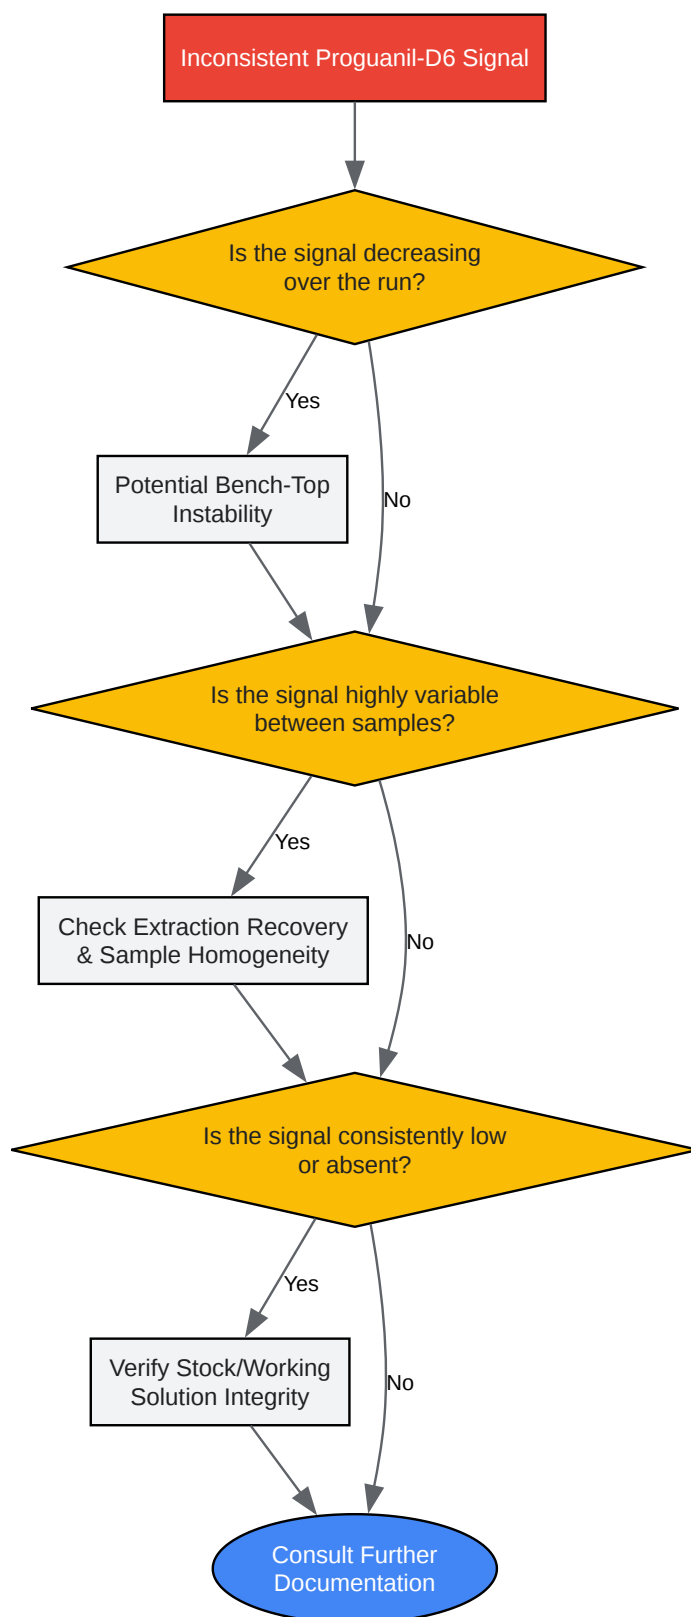 Inconsistent Proguanil-D6 Signal
Is the signal decreasing
over the run?
Yes
Potential Bench-Top
Instability
No
Is the signal highly variable
between samples?
Yes
Check Extraction Recovery
& Sample Homogeneity
No
Is the signal consistently low
or absent?
Yes
Verify Stock/Working
Solution Integrity
No
Consult Further
Documentation